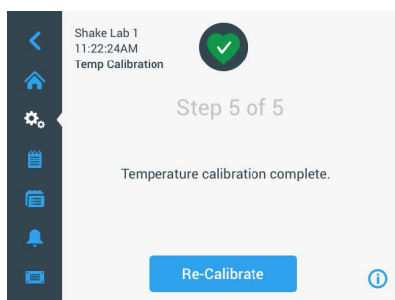 Shake Lab 1
11:22:24AM
Temp Calibration
Step 5 of 5
Temperature calibration complete.
Re-Calibrate